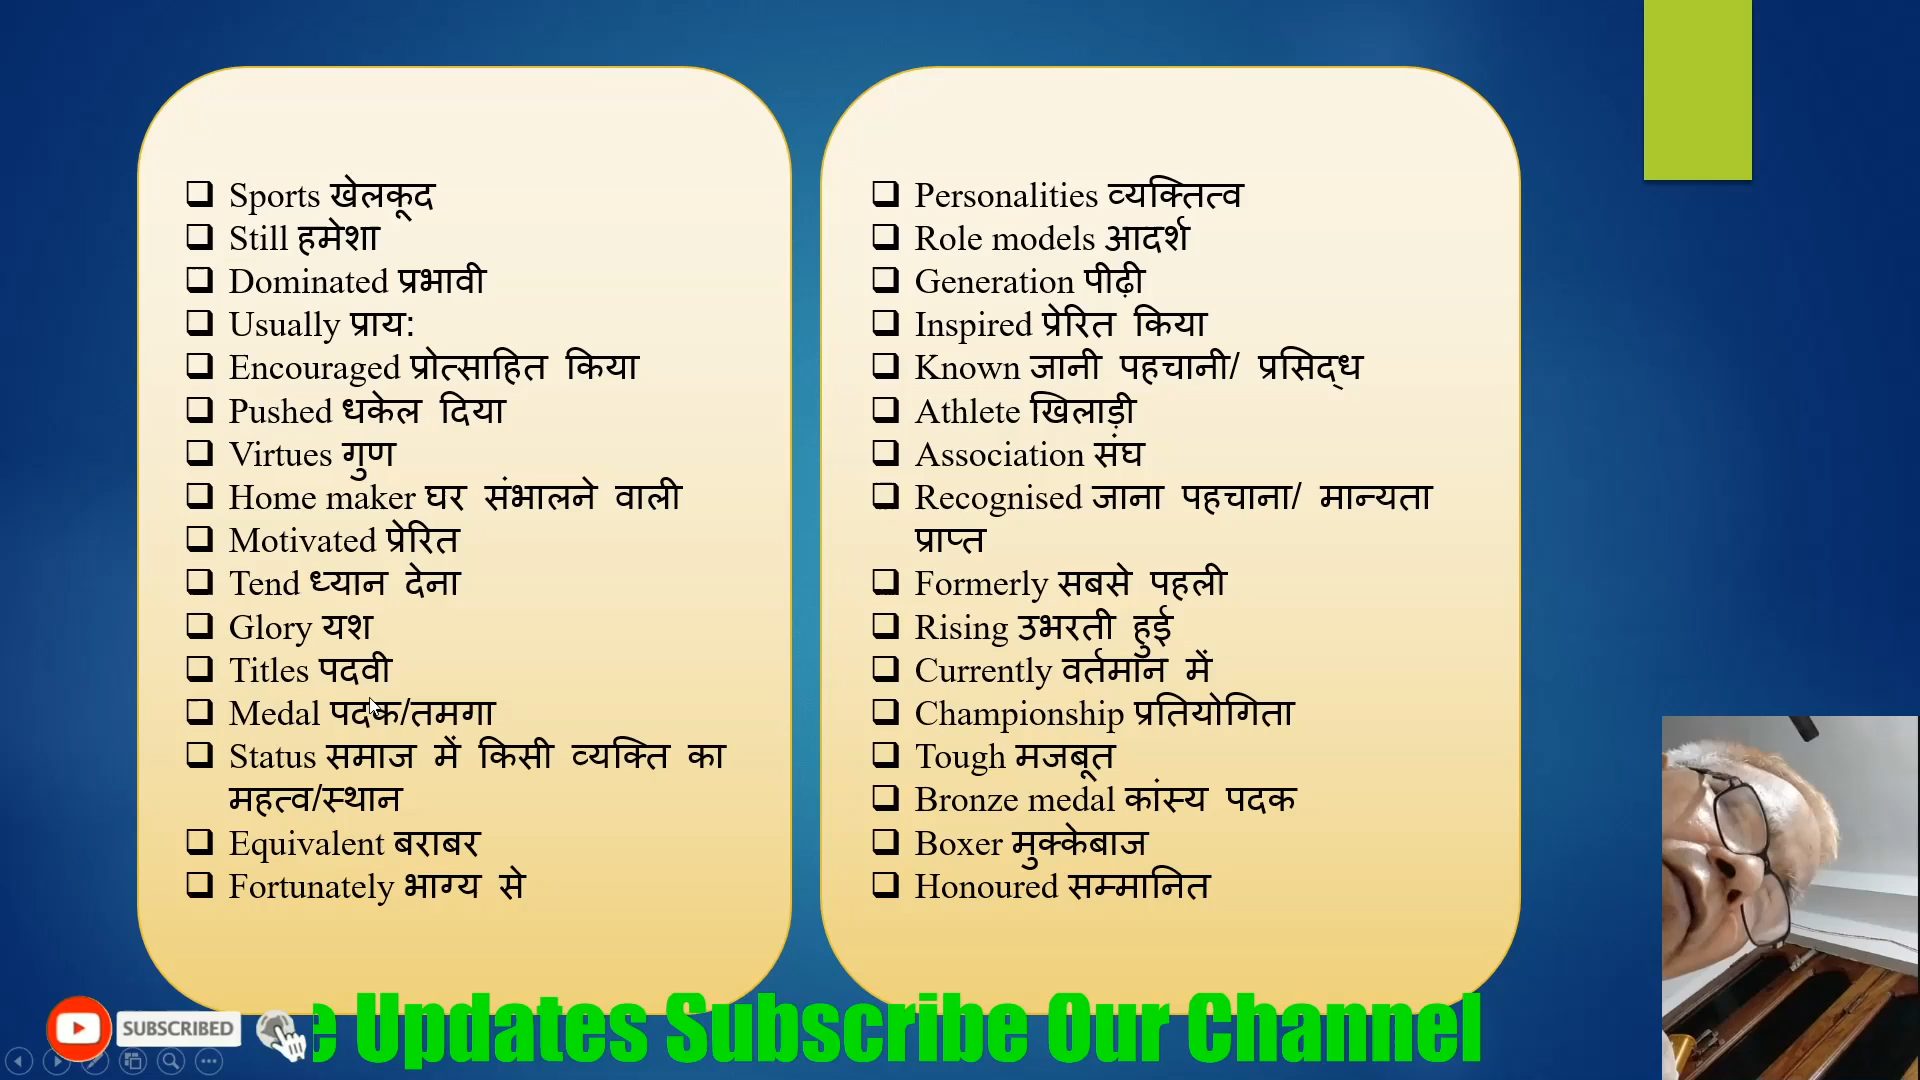 Sports खेलकूद
Still हमेशा
Dominated प्रभावी
Usually प्राय:
Encouraged प्रोत्साहित किया
Pushed धकेल दिया
Virtues गुण
Home maker घर संभालने वाली
Motivated प्रेरित
Tend ध्यान देना
Glory यश
Titles पदवी
Medal पदक/तमगा
Status समाज में किसी व्यक्ति का
महत्व/स्थान
Equivalent बराबर
Fortunately भाग्य से
Personalities व्यक्तित्व
Role models आदर्श
Generation पीढ़ी
Inspired प्रेरित किया
Known जानी पहचानी/ प्रसिद्ध
Athlete खिलाड़ी
Association संघ
Recognised जाना पहचाना/ मान्यता
प्राप्त
Formerly सबसे पहली
Rising उभरती हुई
Currently वर्तमान में
Championship प्रतियोगिता
Tough मजबूत
Bronze medal कांस्य पदक
Boxer मुक्केबाज
Honoured सम्मानित
SUBSCRIBED
e Updates Subscribe Our Channel